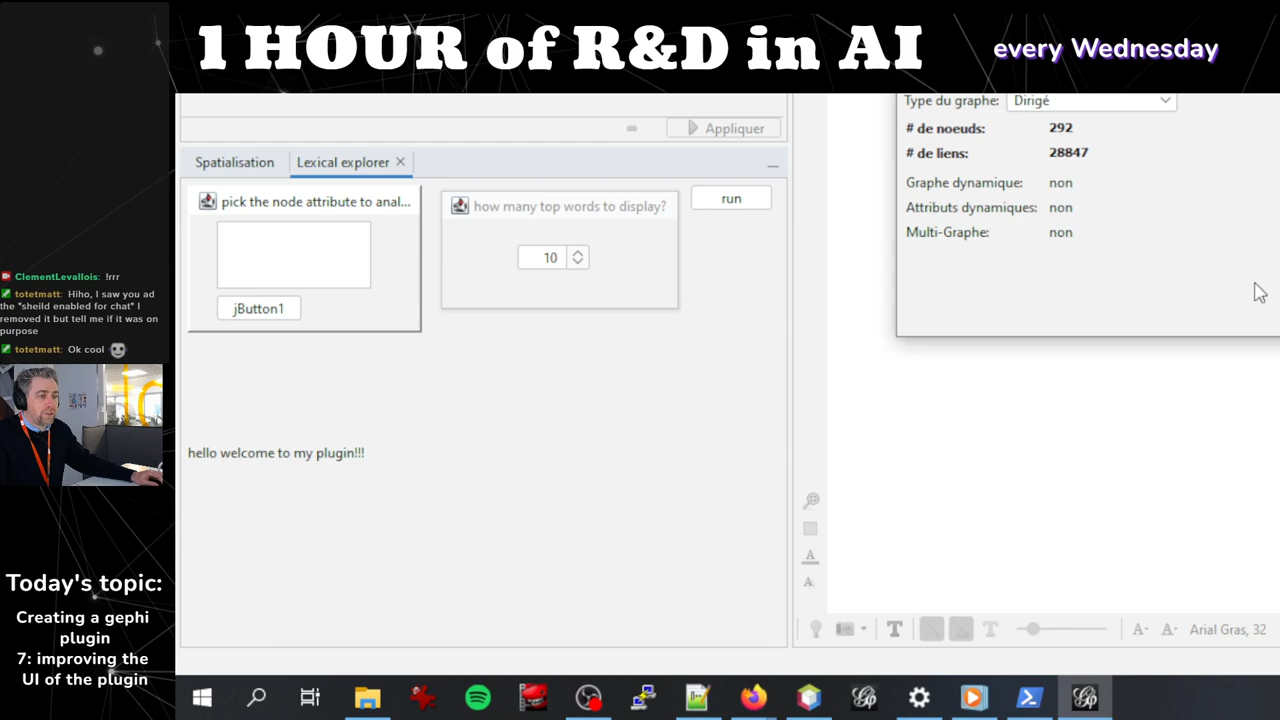 1 HOUR of R&D in AI
every Wednesday
Type du graphe: Dirigé
# de noeuds: 292
# de liens: 28847
Graphe dynamique: non
Attributs dynamiques: non
Multi-Graphe: non
Appliquer
Spatialisation
Lexical explorer
pick the node attribute to anal...
jButton1
how many top words to display?
10
run
hello welcome to my plugin!!!
ClementLevallois: !rrr
totetmatt: Hiho, I saw you ad
the "sheild enabled for chat" I
removed it but tell me if it was on
purpose
totetmatt: Ok cool
Today's topic:
Creating a gephi
plugin
7: improving the
UI of the plugin
A
A
T
T
A-
A-
Arial Gras, 32